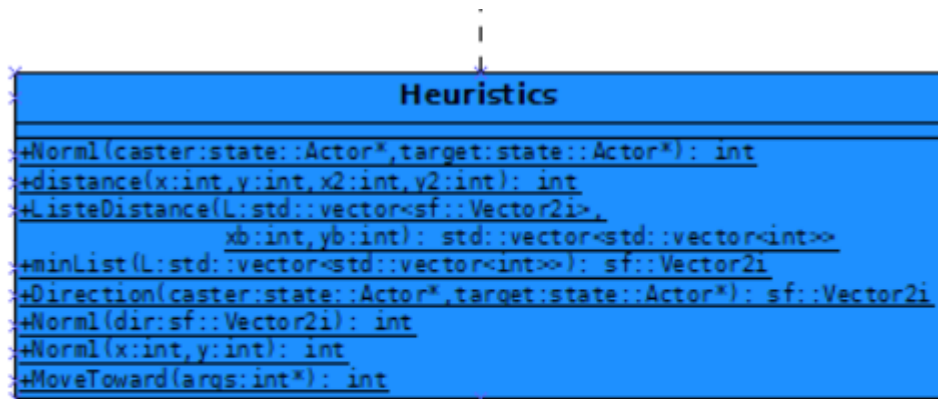 Heuristics
+Norm1(caster:state::Actor*,target:state::Actor*): int
+distance(x:int,y:int,x2:int,y2:int): int
+ListeDistance(L:std::vector<sf::Vector2i>,
xb:int,yb:int): std::vector<std::vector<int>>
+minList(L:std::vector<std::vector<int>>): sf::Vector2i
+Direction(caster:state::Actor*,target:state::Actor*): sf::Vector2i
+Norm1(dir:sf::Vector2i): int
+Norm1(x:int,y:int): int
+MoveToward(args:int*): int